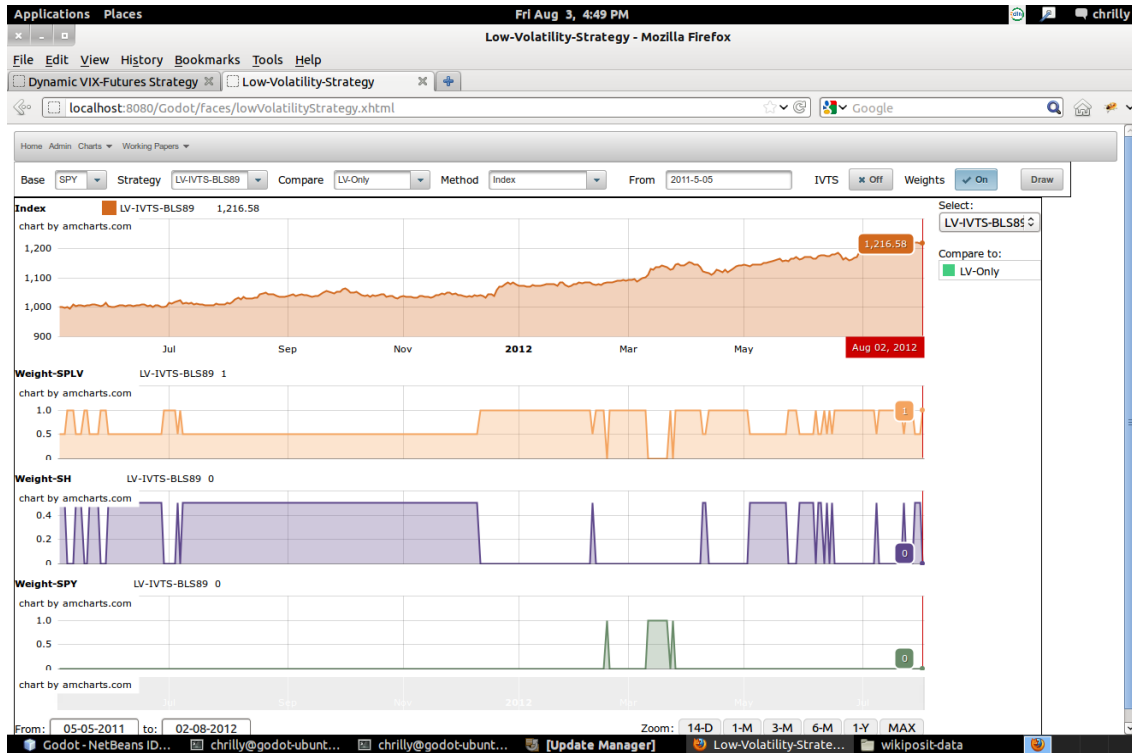 Applications Places Fri Aug 3, 4:49 PM chrilly
Low-Volatility-Strategy - Mozilla Firefox
File Edit View History Bookmarks Tools Help
Dynamic VIX-Futures Strategy Low-Volatility-Strategy
localhost:8080/Godot/faces/lowVolatilityStrategy.xhtml Google
Home Admin Charts Working Papers
Base SPY Strategy LV-IVTS-BLS89 Compare LV-Only Method Index From 2011-5-05 IVTS Off Weights On Draw
Index LV-IVTS-BLS89 1,216.58
Select:
LV-IVTS-BLS89
Compare to:
LV-Only
chart by amcharts.com
1,216.58
1,200
1,100
1,000
900
Jul Sep Nov 2012 Mar May Aug 02, 2012
Weight-SPLV LV-IVTS-BLS89 1
chart by amcharts.com
1.0
1
0.5
0
Weight-SH LV-IVTS-BLS89 0
chart by amcharts.com
0.4
0.2
0
0
Weight-SPY LV-IVTS-BLS89 0
chart by amcharts.com
1.0
0.5
0
0
chart by amcharts.com
Jul Sep Nov 2012 Mar May
From: 05-05-2011 to: 02-08-2012 Zoom: 14-D 1-M 3-M 6-M 1-Y MAX
Godot - NetBeans ID... chrilly@godot-ubunt... chrilly@godot-ubunt... [Update Manager] Low-Volatility-Strate... wikiposit-data